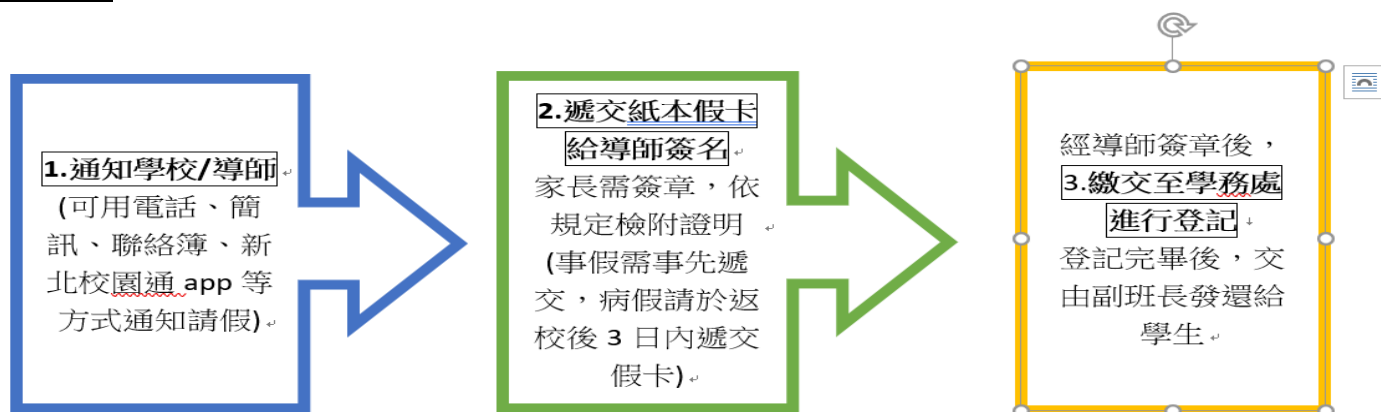 1.通知學校/導師
(可用電話、簡
訊、聯絡簿、新
北校園通 app 等
方式通知請假)
2.遞交紙本假卡
給導師簽名
家長需簽章，依
規定檢附證明
(事假需事先遞
交，病假請於返
校後 3 日內遞交
假卡)
經導師簽章後，
3.繳交至學務處
進行登記
登記完畢後，交
由副班長發還給
學生